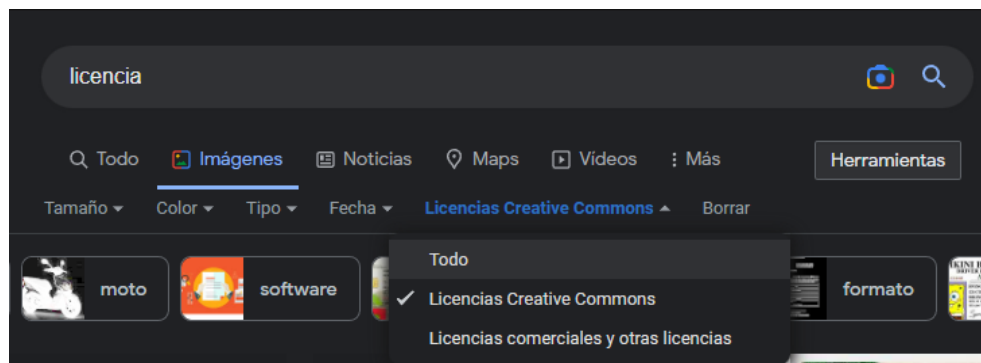 licencia
Todo Imágenes Noticias Maps Vídeos Más Herramientas
Tamaño Color Tipo Fecha Licencias Creative Commons Borrar
Todo
Licencias Creative Commons
Licencias comerciales y otras licencias
moto software formato